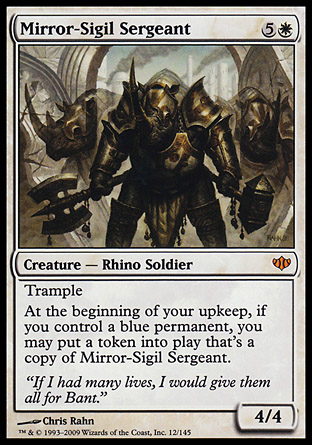 Mirror-Sigil Sergeant 5
Creature — Rhino Soldier
Trample
At the beginning of your upkeep, if
you control a blue permanent, you
may put a token into play that's a
copy of Mirror-Sigil Sergeant.
“If I had many lives, I would give them
all for Bant.”
4/4
Chris Rahn
™ & © 1993–2009 Wizards of the Coast, Inc. 12/145